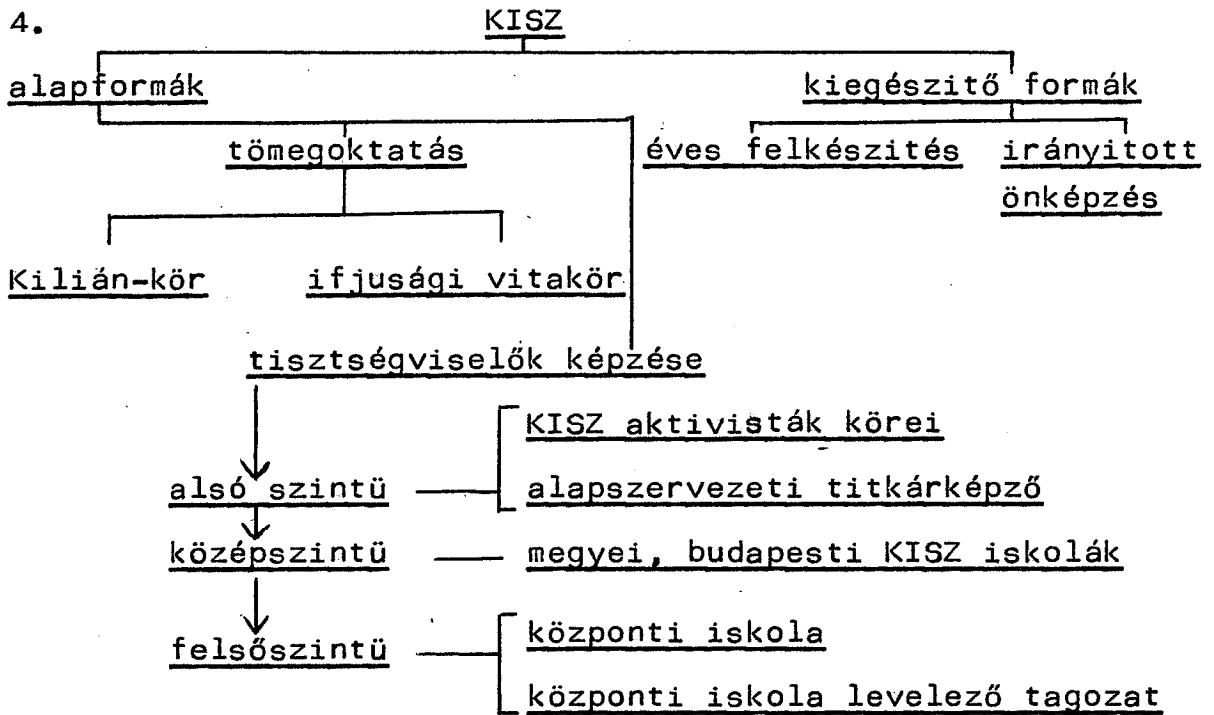 4. KISZ
alapformák kiegészitő formák
tömegoktatás éves felkészités irányitott
önképzés
Kilián-kör ifjusági vitakör
tisztségviselők képzése
KISZ aktivisták körei
alsó szintü alapszervezeti titkárképző
középszintü megyei, budapesti KISZ iskolák
központi iskola
felsőszintü
központi iskola levelező tagozat